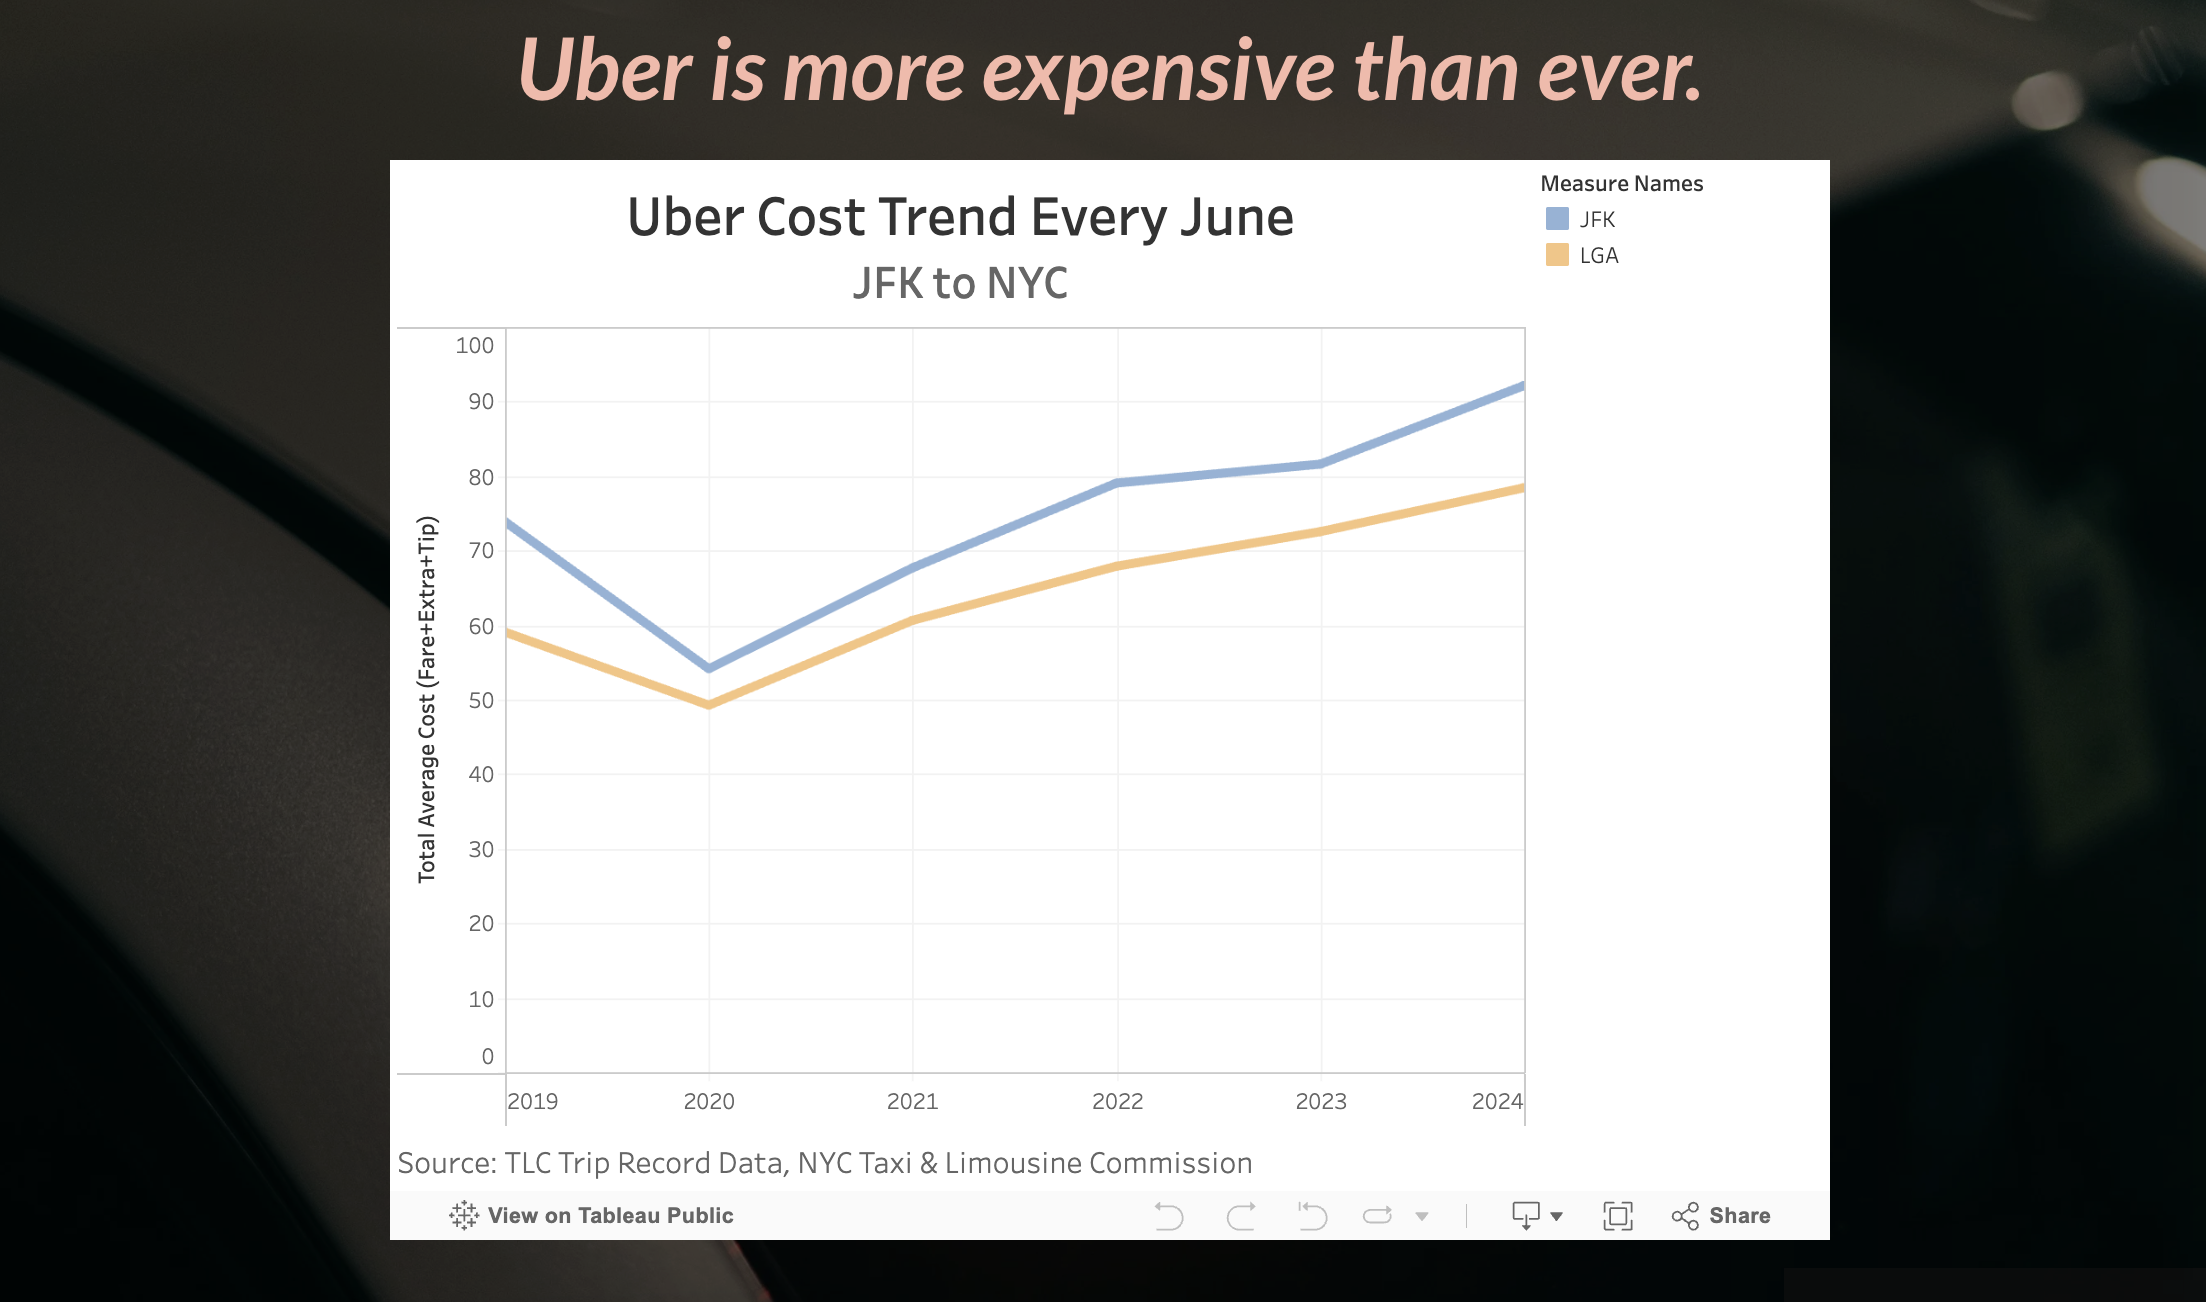 Uber is more expensive than ever.
Uber Cost Trend Every June
JFK to NYC
Measure Names
JFK
LGA
Total Average Cost (Fare+Extra+Tip)
100
90
80
70
60
50
40
30
20
10
0
2019 2020 2021 2022 2023 2024
Source: TLC Trip Record Data, NYC Taxi & Limousine Commission
View on Tableau Public
Share